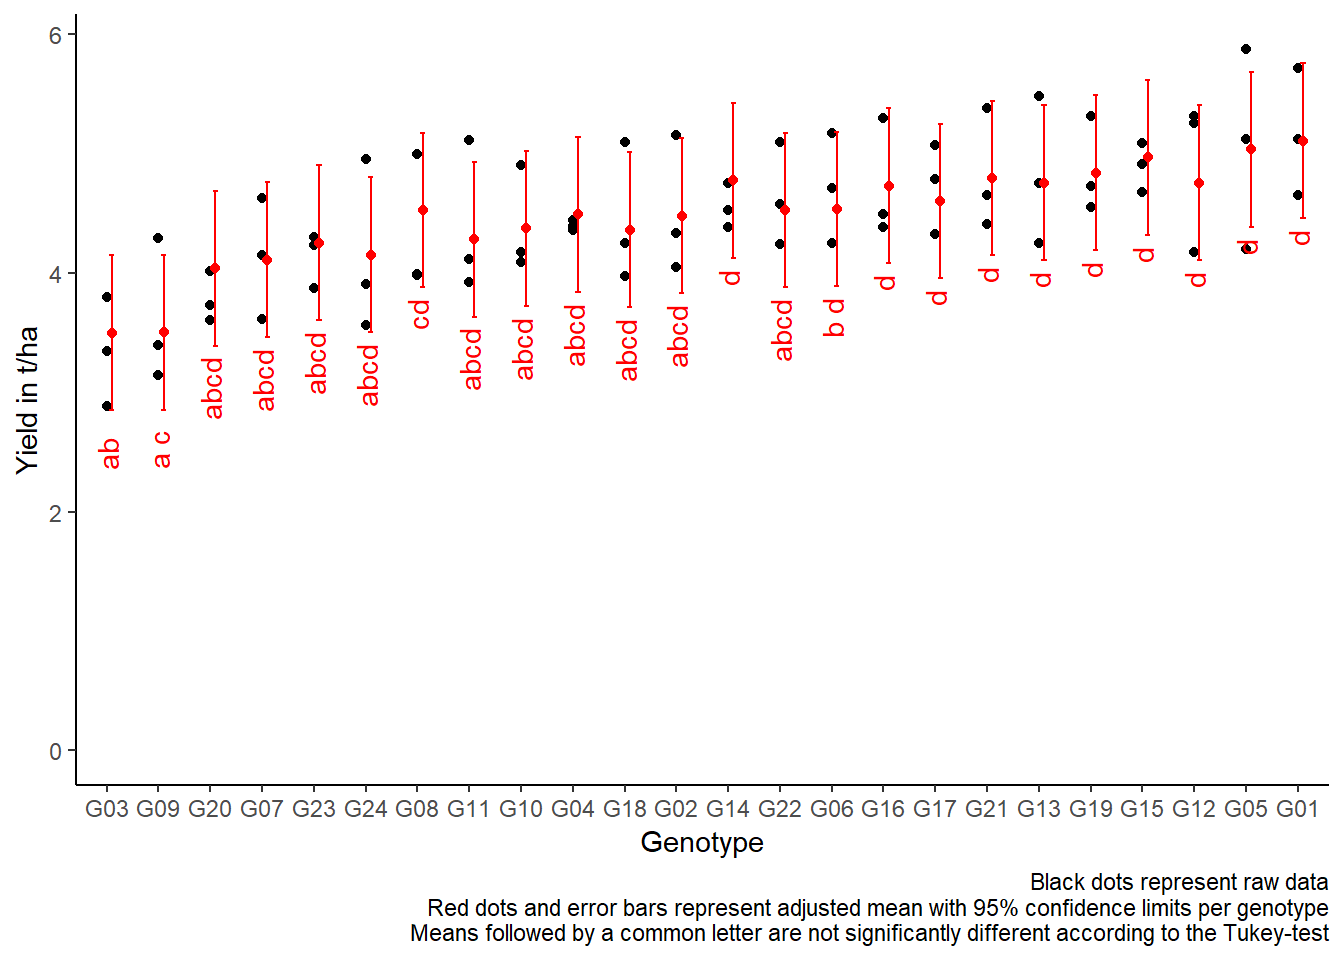 6
4
2
0
Yield in t/ha
ab
a c
abcd
abcd
abcd
abcd
cd
abcd
abcd
abcd
abcd
abcd
d
abcd
b d
d
d
d
d
d
d
d
d
d
G03 G09 G20 G07 G23 G24 G08 G11 G10 G04 G18 G02 G14 G22 G06 G16 G17 G21 G13 G19 G15 G12 G05 G01
Genotype
Black dots represent raw data
Red dots and error bars represent adjusted mean with 95% confidence limits per genotype
Means followed by a common letter are not significantly different according to the Tukey-test